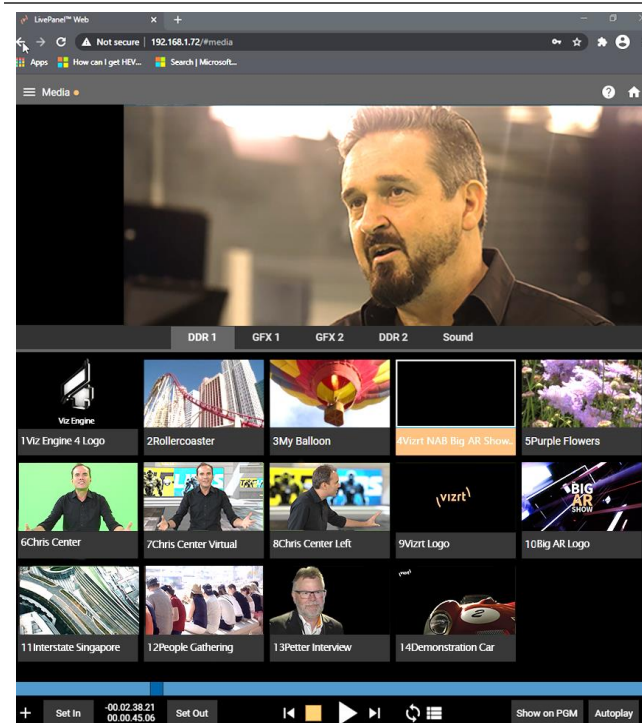 LivePanel™ Web
Not secure 192.168.1.72/#media
Apps How can I get HEV... Search | Microsoft...
Media
DDR 1 GFX 1 GFX 2 DDR 2 Sound
Viz Engine
1Viz Engine 4 Logo 2Rollercoaster 3My Balloon 4Vizrt NAB Big AR Show.. 5Purple Flowers
BIG
AR
SHOW
vizrt
6Chris Center 7Chris Center Virtual 8Chris Center Left 9Vizrt Logo 10Big AR Logo
2
11Interstate Singapore 12People Gathering 13Petter Interview 14Demonstration Car
Set In -00.02.38.21 Set Out Show on PGM Autoplay
00.00.45.06